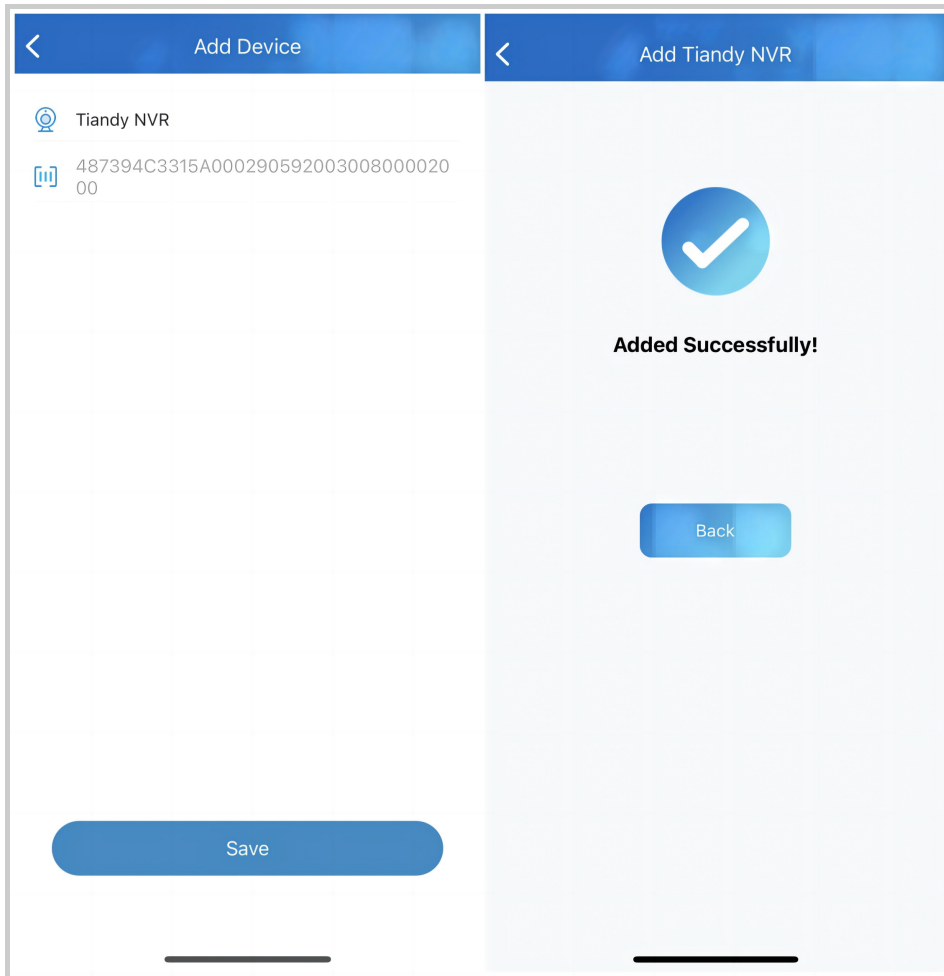 Add Device
Tiandy NVR
487394C3315A000290592003008000020
00
Save
Add Tiandy NVR
Added Successfully!
Back